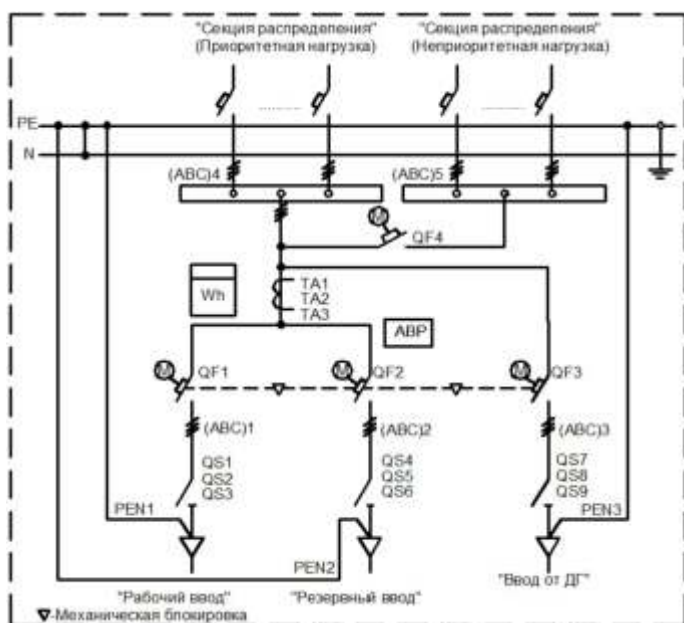 "Секция распределения"
(Приоритетная нагрузка)
"Секция распределения"
(Неприоритетная нагрузка)
PE
N
(ABC)4
(ABC)5
M
QF4
Wh
TA1
TA2
TA3
АВР
M
QF1
M
QF2
M
QF3
(ABC)1
(ABC)2
(ABC)3
QS1
QS2
QS3
QS4
QS5
QS6
QS7
QS8
QS9
PEN1
PEN2
PEN3
"Рабочий ввод"
"Резервный ввод"
"Ввод от ДГ"
-Механическая блокировка